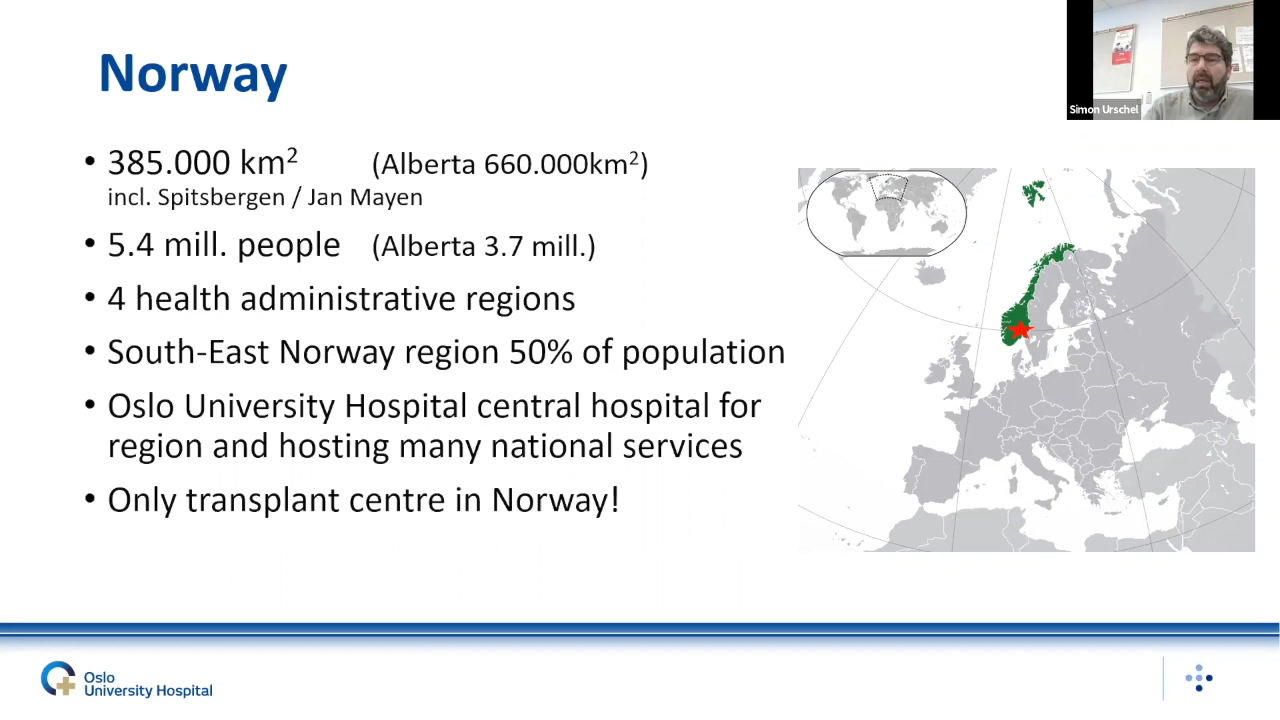 Norway
Simon Urschel
• 385.000 km² (Alberta 660.000km²)
incl. Spitsbergen / Jan Mayen
• 5.4 mill. people (Alberta 3.7 mill.)
• 4 health administrative regions
• South-East Norway region 50% of population
• Oslo University Hospital central hospital for
region and hosting many national services
• Only transplant centre in Norway!
Oslo
University Hospital